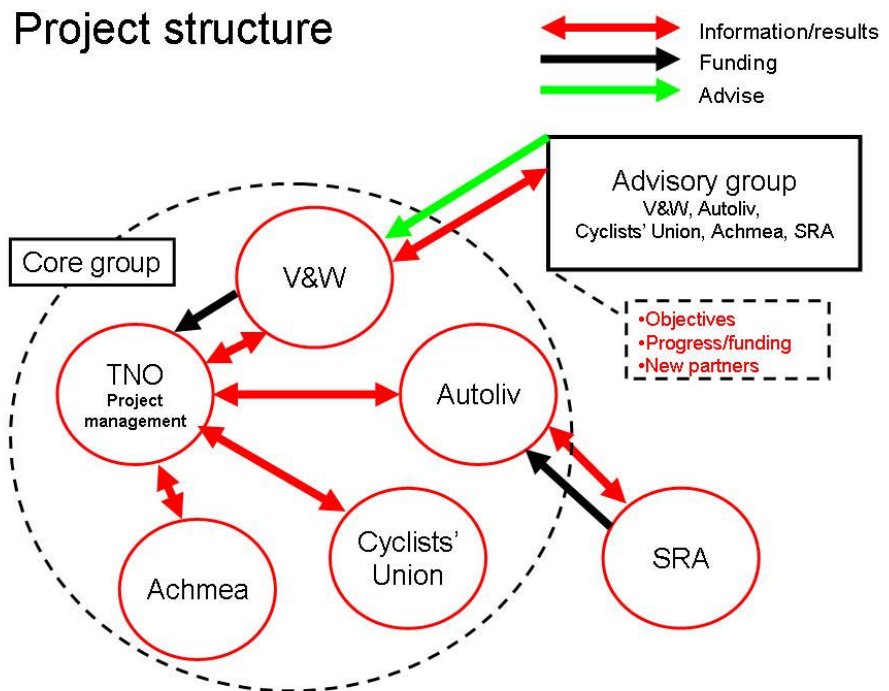 Project structure
Information/results
Funding
Advise
Advisory group
V&W, Autoliv,
Cyclists' Union, Achmea, SRA
Core group
V&W
•Objectives
•Progress/funding
•New partners
TNO
Project
management
Autoliv
Cyclists'
Union
SRA
Achmea